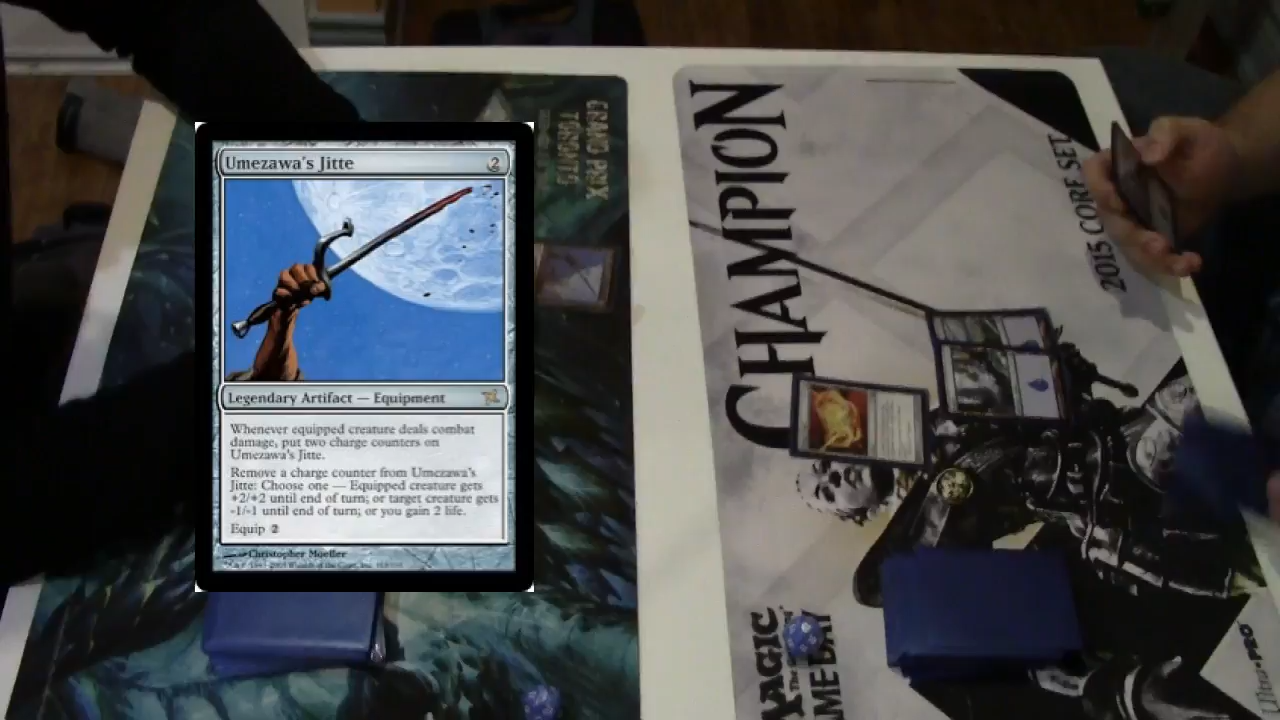 Umezawa's Jitte 2
Legendary Artifact — Equipment
Whenever equipped creature deals combat
damage, put two charge counters on
Umezawa's Jitte.
Remove a charge counter from Umezawa's
Jitte: Choose one — Equipped creature gets
+2/+2 until end of turn; or target creature gets
-1/-1 until end of turn; or you gain 2 life.
Equip 2
Christopher Moeller
GRAND PRIX
CHAMPION
2015 CORE SET
MAGIC
GAME DAY
Ultra•PRO